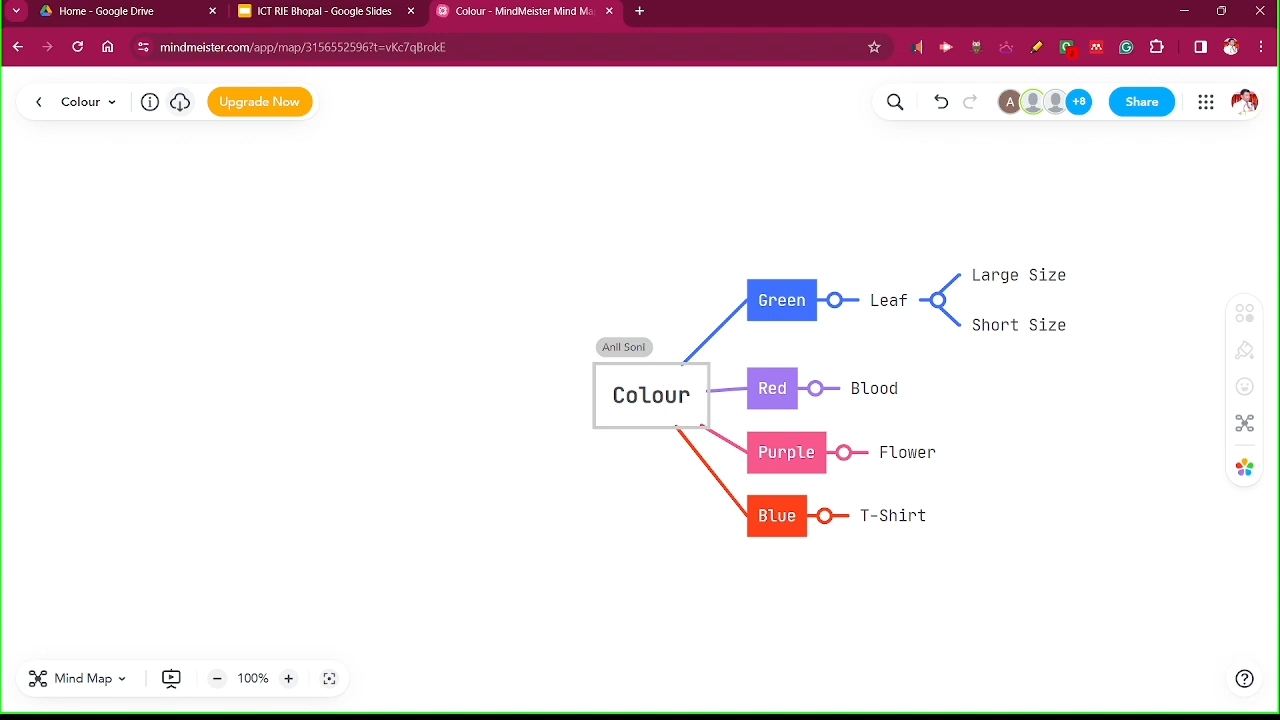 Home - Google Drive
ICT RIE Bhopal - Google Slides
Colour - MindMeister Mind Ma
mindmeister.com/app/map/3156552596?t=vKc7qBrokE
Colour
Upgrade Now
A
+8
Share
Large Size
Green
Leaf
Short Size
Anil Soni
Colour
Red
Blood
Purple
Flower
Blue
T-Shirt
Mind Map
100%